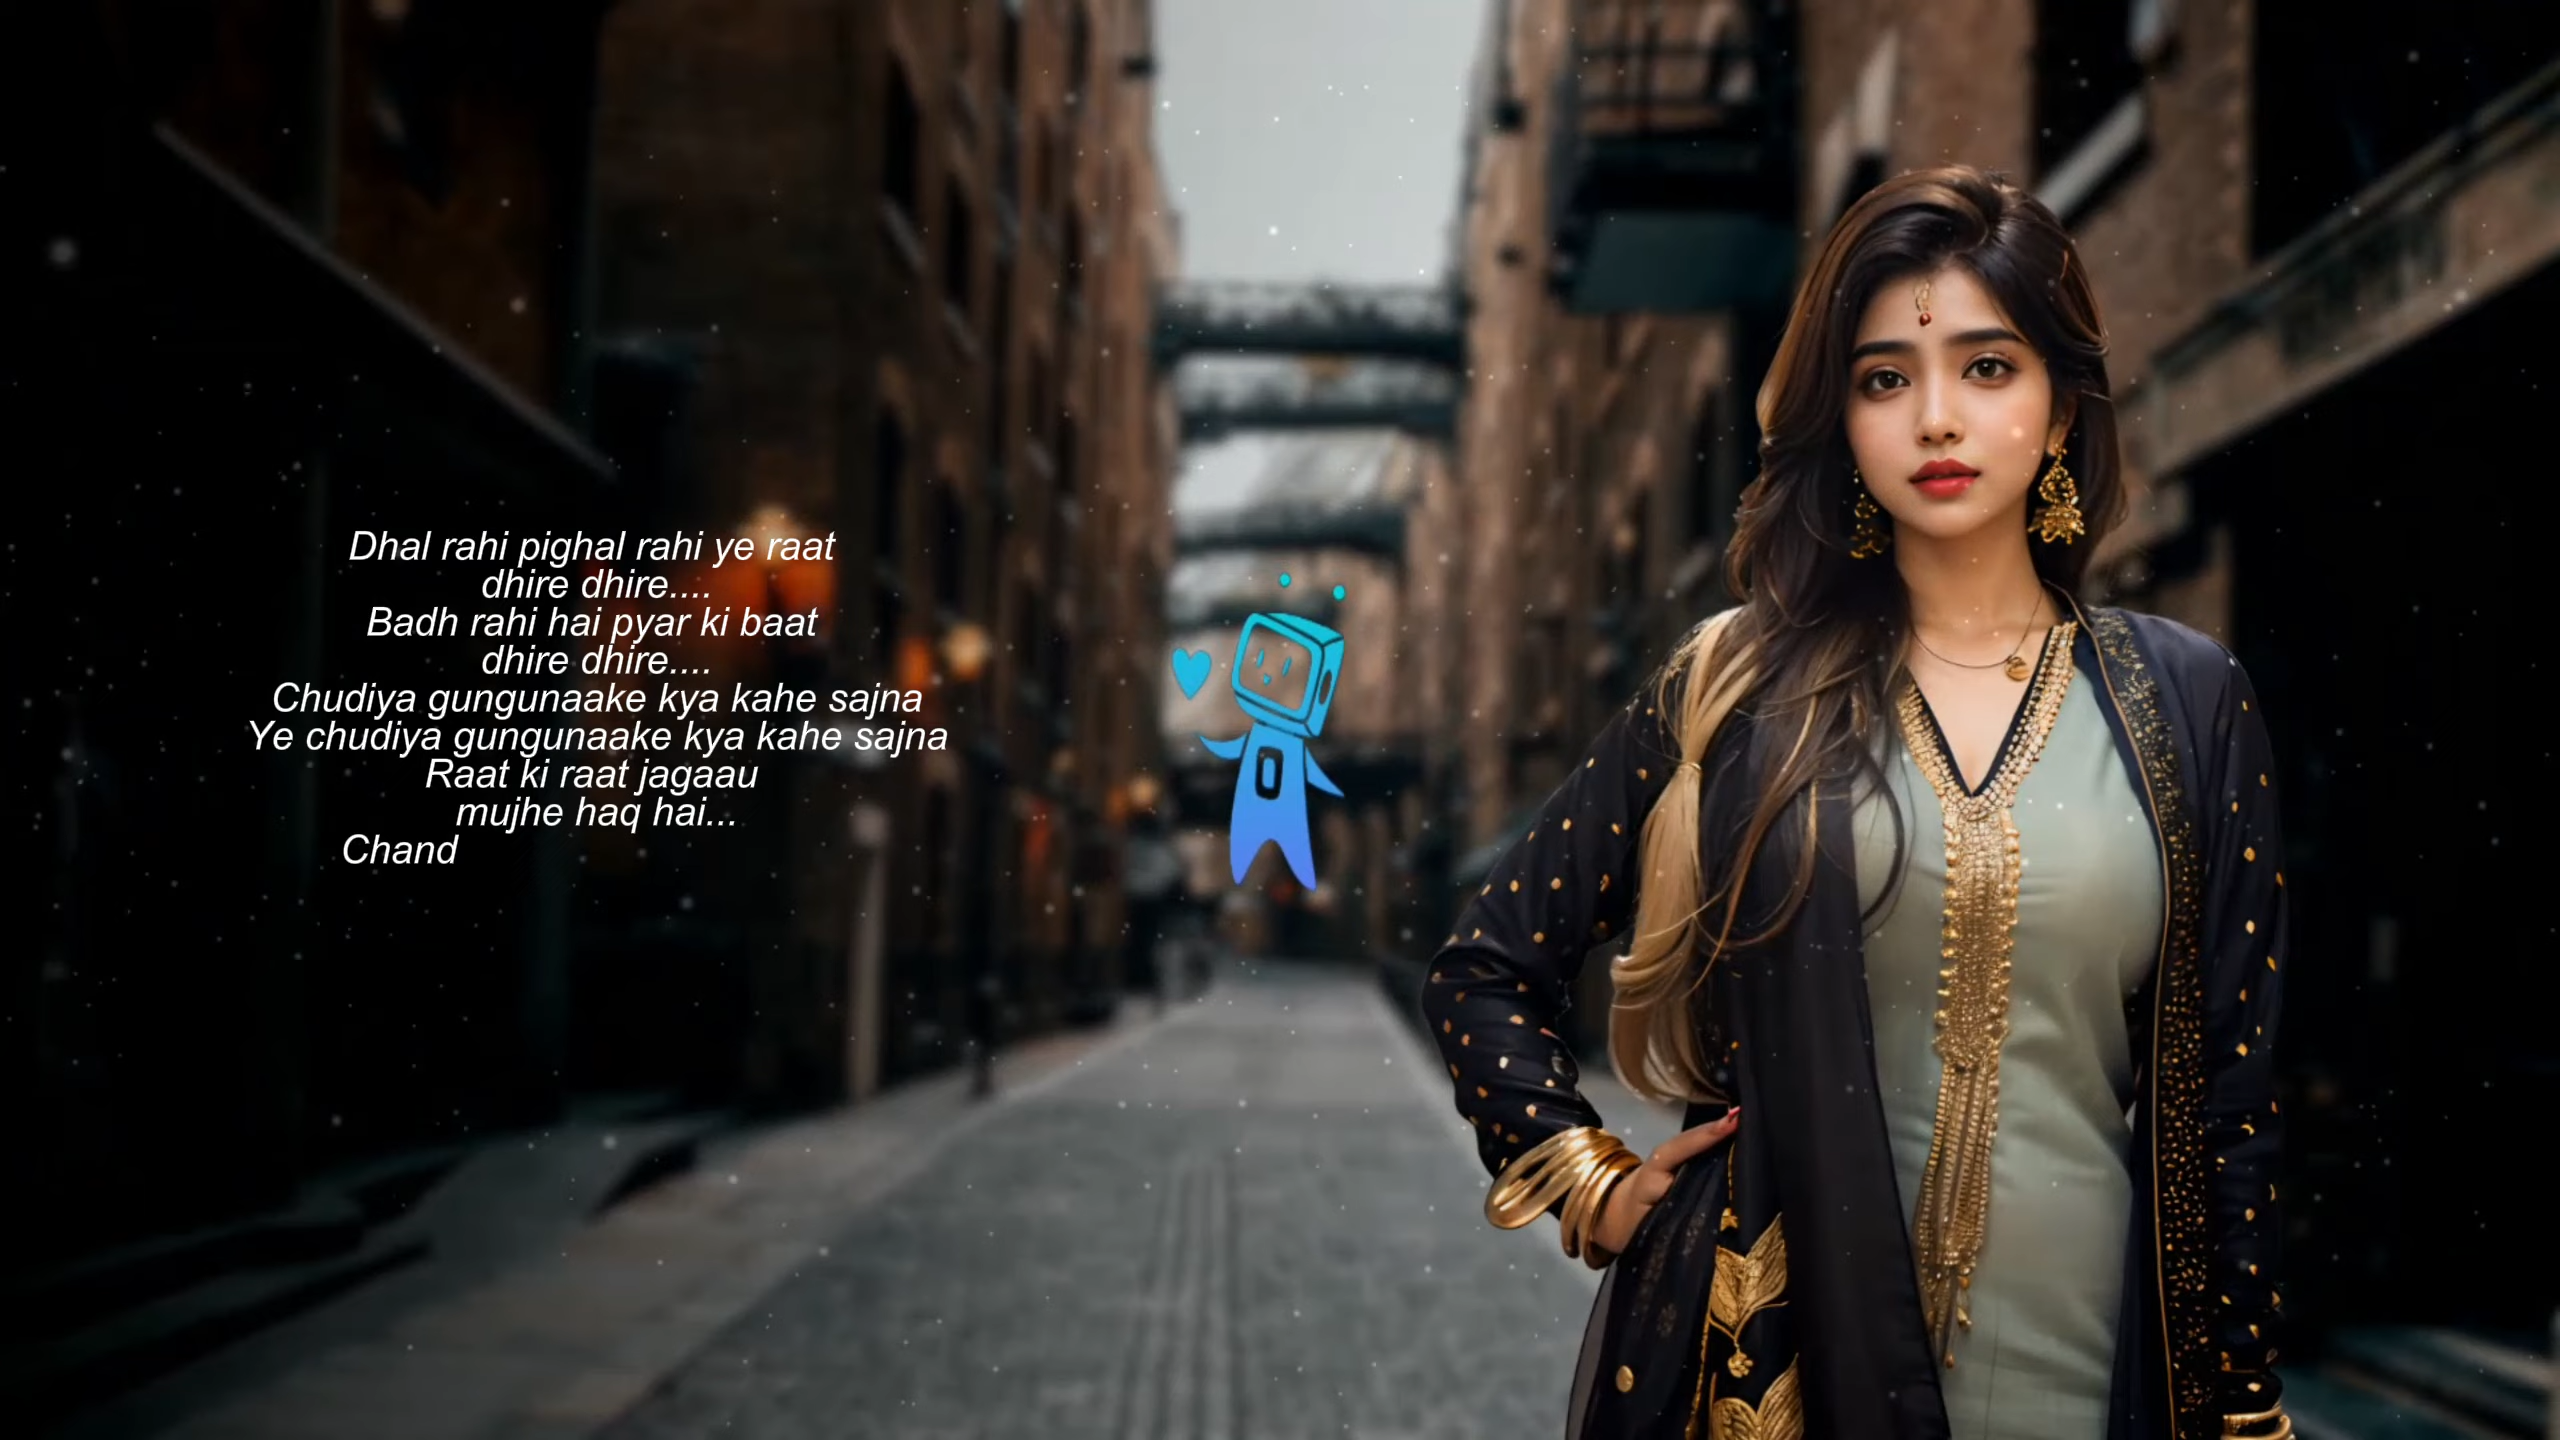 Dhal rahi pighal rahi ye raat
dhire dhire....
Badh rahi hai pyar ki baat
dhire dhire....
Chudiya gungunaake kya kahe sajna
Ye chudiya gungunaake kya kahe sajna
Raat ki raat jagaau
mujhe haq hai...
Chand